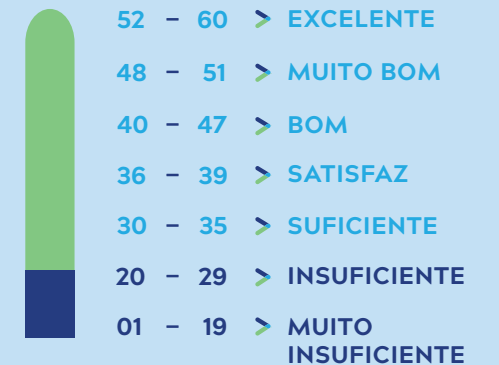 52 – 60 > EXCELENTE
48 – 51 > MUITO BOM
40 – 47 > BOM
36 – 39 > SATISFAZ
30 – 35 > SUFICIENTE
20 – 29 > INSUFICIENTE
01 – 19 > MUITO
INSUFICIENTE